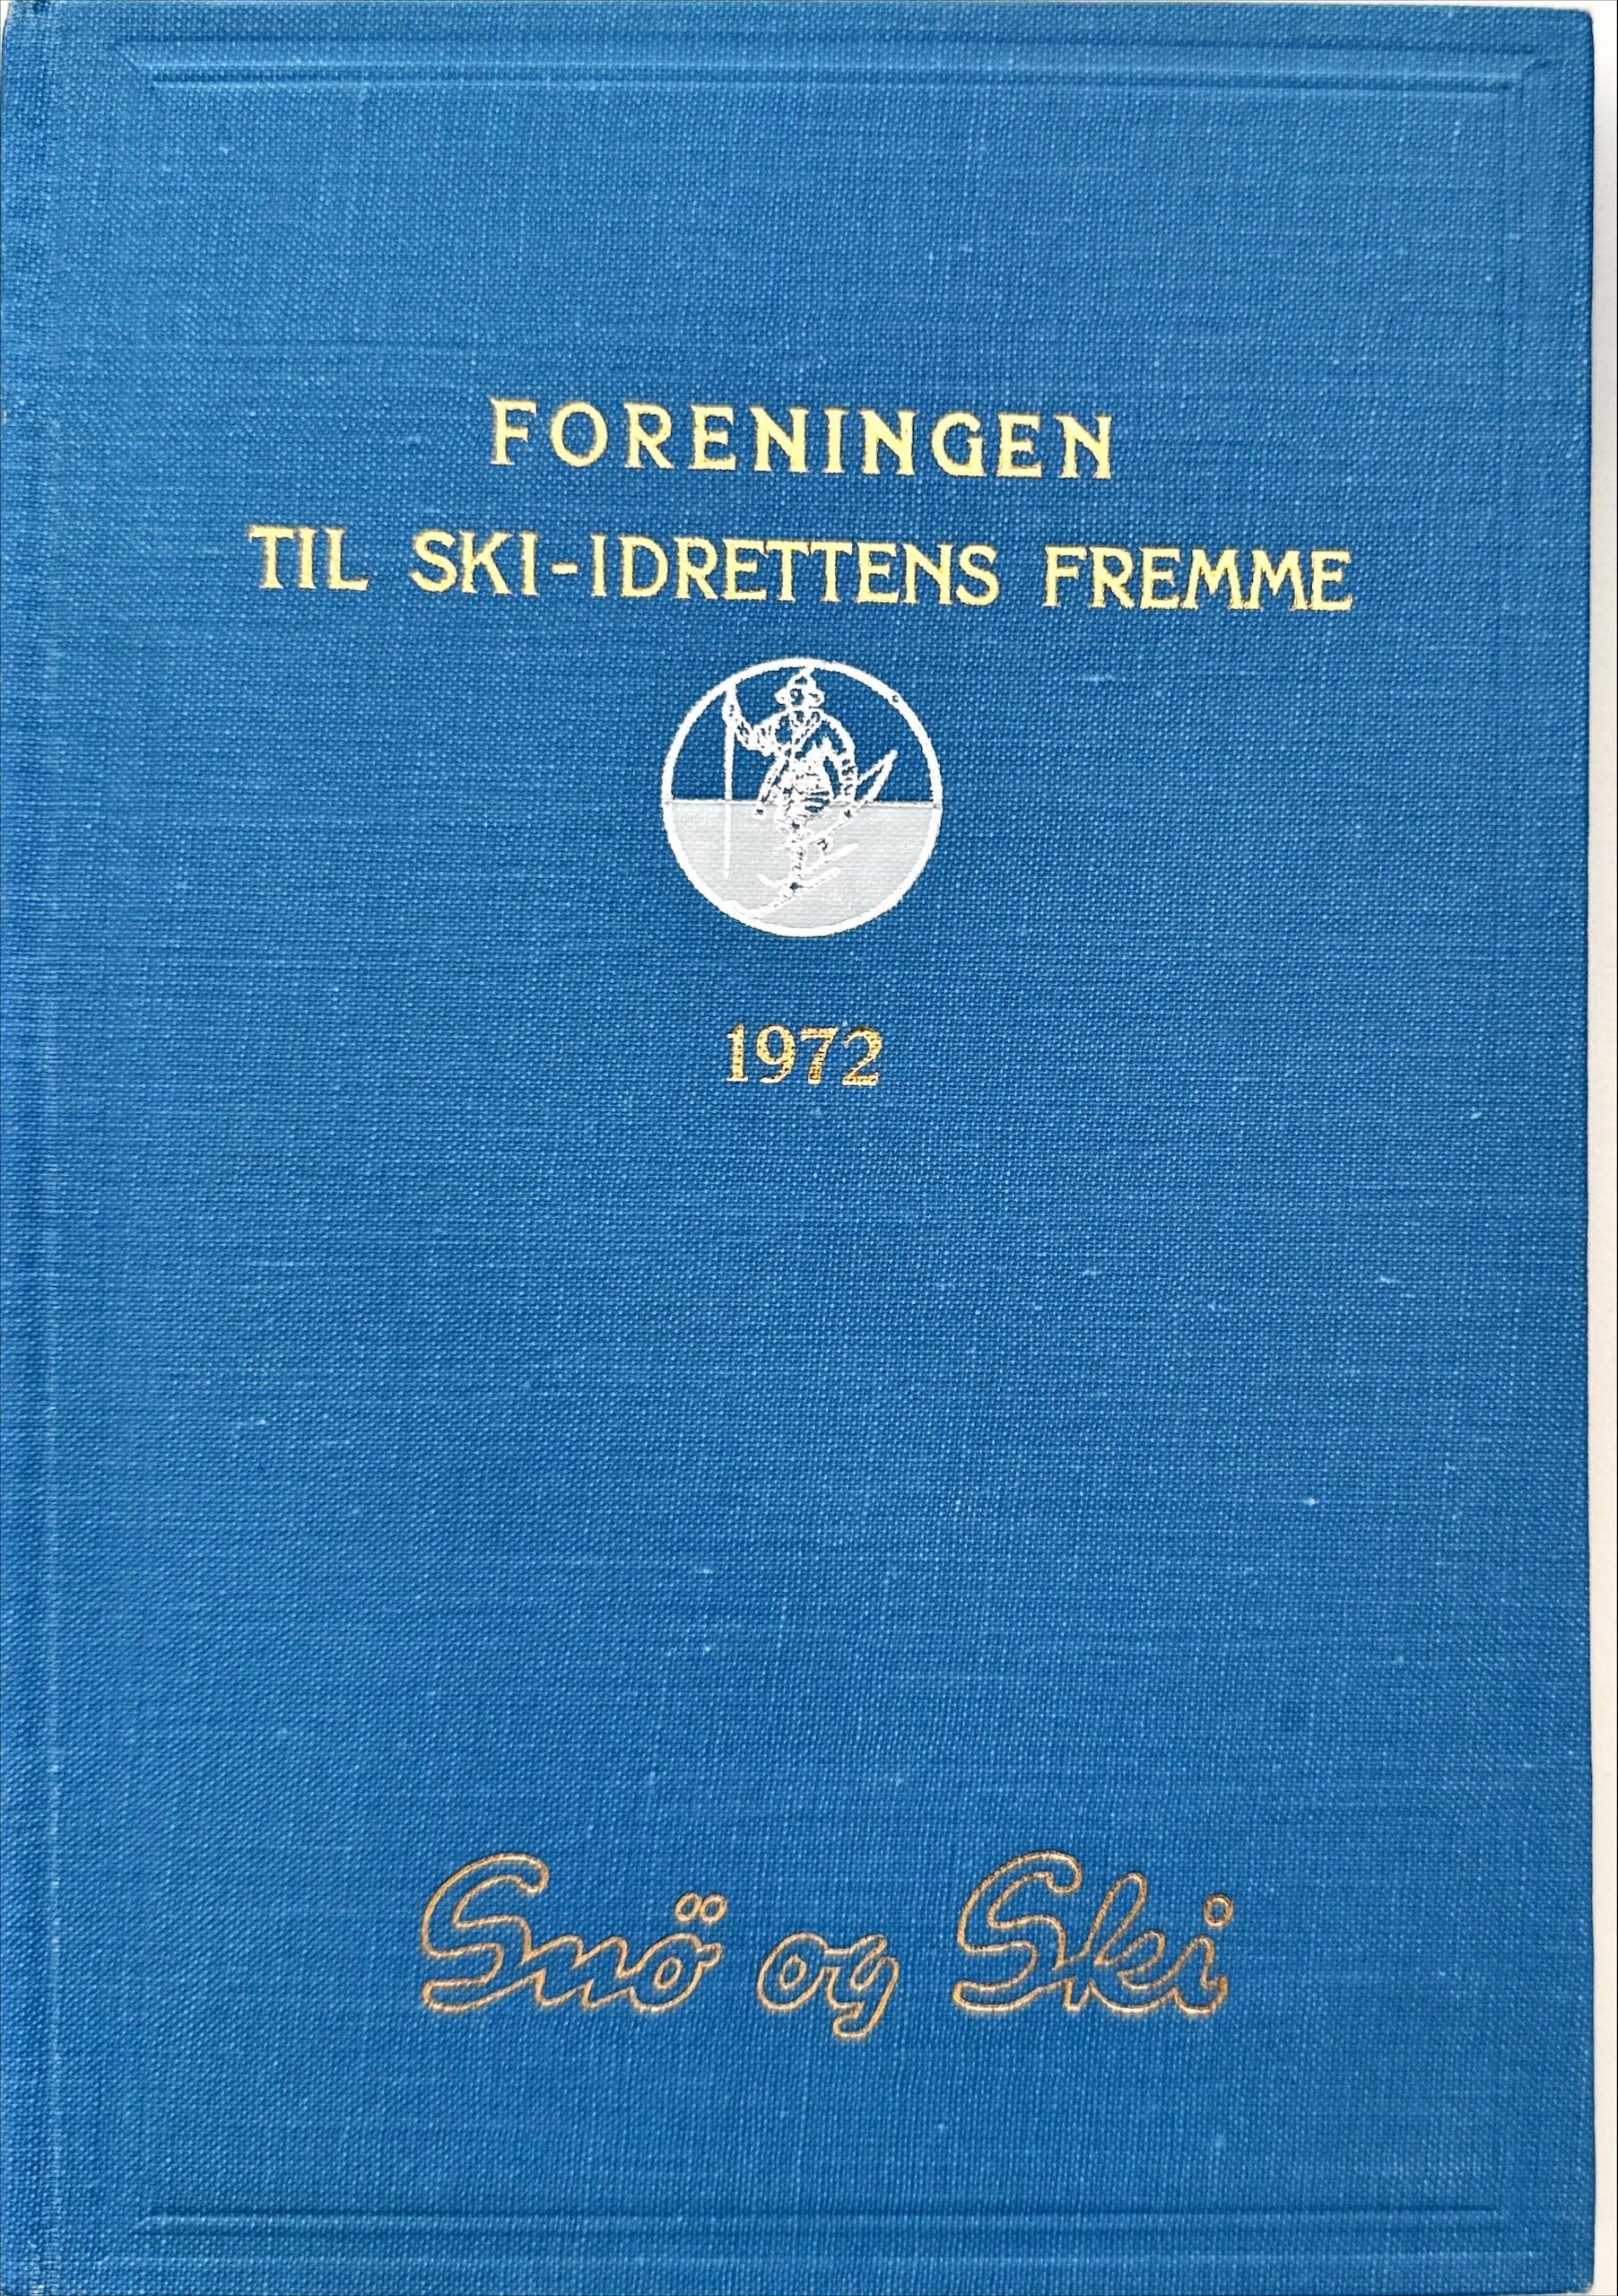 FORENINGEN
TIL SKI-IDRETTENS FREMME
1972
Snö og Ski